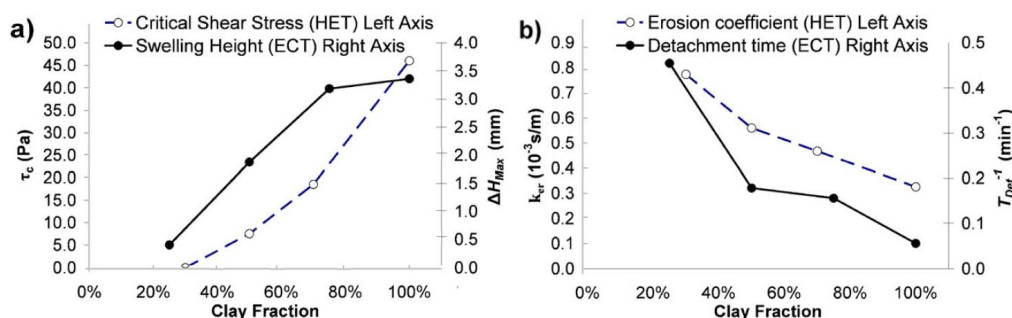 a)
Critical Shear Stress (HET) Left Axis
Swelling Height (ECT) Right Axis
50.0
45.0
40.0
35.0
30.0
25.0
20.0
15.0
10.0
5.0
0.0
τc (Pa)
4.0
3.5
3.0
2.5
2.0
1.5
1.0
0.5
0.0
ΔHMax (mm)
0% 20% 40% 60% 80% 100%
Clay Fraction
b)
Erosion coefficient (HET) Left Axis
Detachment time (ECT) Right Axis
0.9
0.8
0.7
0.6
0.5
0.4
0.3
0.2
0.1
ker (10-3s/m)
0.5
0.4
0.3
0.2
0.1
0.0
TDet-1 (min-1)
0% 20% 40% 60% 80% 100%
Clay Fraction